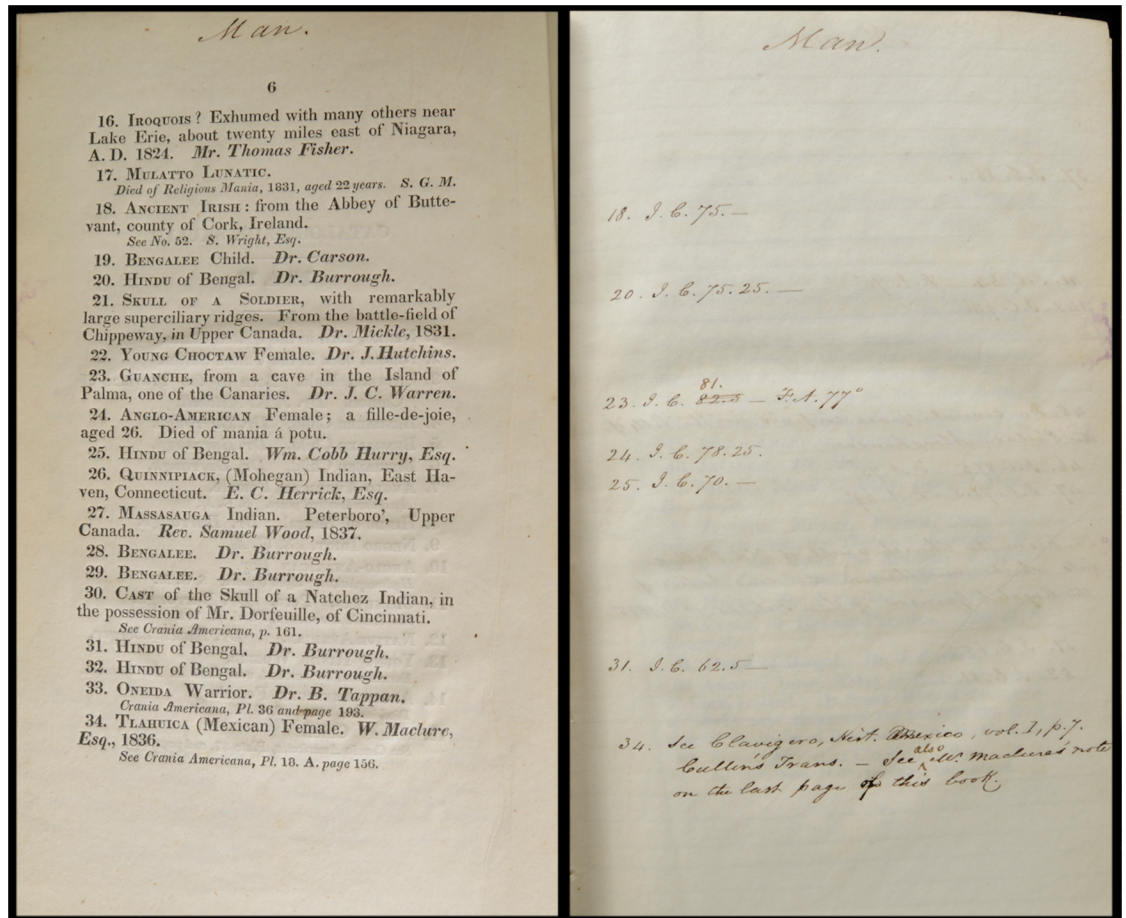 Man.
6
16. IROQUOIS? Exhumed with many others near
Lake Erie, about twenty miles east of Niagara,
A. D. 1824. Mr. Thomas Fisher.
17. MULATTO LUNATIC.
Died of Religious Mania, 1831, aged 22 years. S. G. M.
18. ANCIENT IRISH: from the Abbey of Butte-
vant, county of Cork, Ireland.
See No. 52. S. Wright, Esq.
19. BENGALEE Child. Dr. Carson.
20. HINDU of Bengal. Dr. Burrough.
21. SKULL OF A SOLDIER, with remarkably
large superciliary ridges. From the battle-field of
Chippeway, in Upper Canada. Dr. Mickle, 1831.
22. YOUNG CHOCTAW Female. Dr. J. Hutchins.
23. GUANCHE, from a cave in the Island of
Palma, one of the Canaries. Dr. J. C. Warren.
24. ANGLO-AMERICAN Female; a fille-de-joie,
aged 26. Died of mania á potu.
25. HINDU of Bengal. Wm. Cobb Hurry, Esq.
26. QUINNIPIACK, (Mohegan) Indian, East Ha-
ven, Connecticut. E. C. Herrick, Esq.
27. MASSASAUGA Indian. Peterboro', Upper
Canada. Rev. Samuel Wood, 1837.
28. BENGALEE. Dr. Burrough.
29. BENGALEE. Dr. Burrough.
30. CAST of the Skull of a Natchez Indian, in
the possession of Mr. Dorfeuille, of Cincinnati.
See Crania Americana, p. 161.
31. HINDU of Bengal. Dr. Burrough.
32. HINDU of Bengal. Dr. Burrough.
33. ONEIDA Warrior. Dr. B. Tappan.
Crania Americana, Pl. 36 and page 193.
34. TLAHUICA (Mexican) Female. W. Maclure,
Esq., 1836.
See Crania Americana, Pl. 18. A. page 156.
Man.
18. I. C. 75. —
20. I. C. 75.25. —
81.
23. I. C. 82.5 — F.A. 77°
24. I. C. 78.25.
25. I. C. 70. —
31. I. C. 62.5 —
34. See Clavigero, Hist. Mexico, vol. I, p. 7.
also
Cullen's Trans. — See Mr. Maclure's note
on the last page of this book.